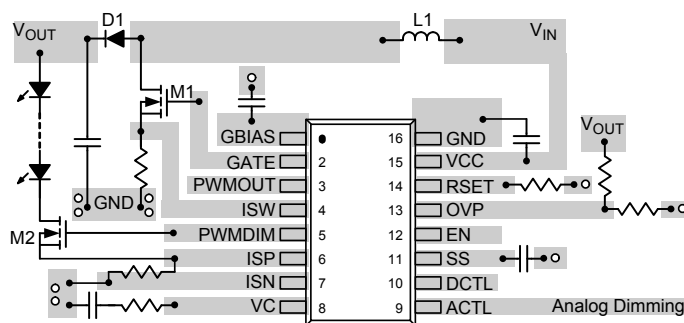 D1
L1
VOUT
VIN
M1
GBIAS
16
GND
VOUT
GATE
2
15
VCC
PWMOUT
3
14
RSET
GND
ISW
4
13
OVP
M2
PWMDIM
5
12
EN
ISP
6
11
SS
ISN
7
10
DCTL
VC
8
9
ACTL
Analog Dimming